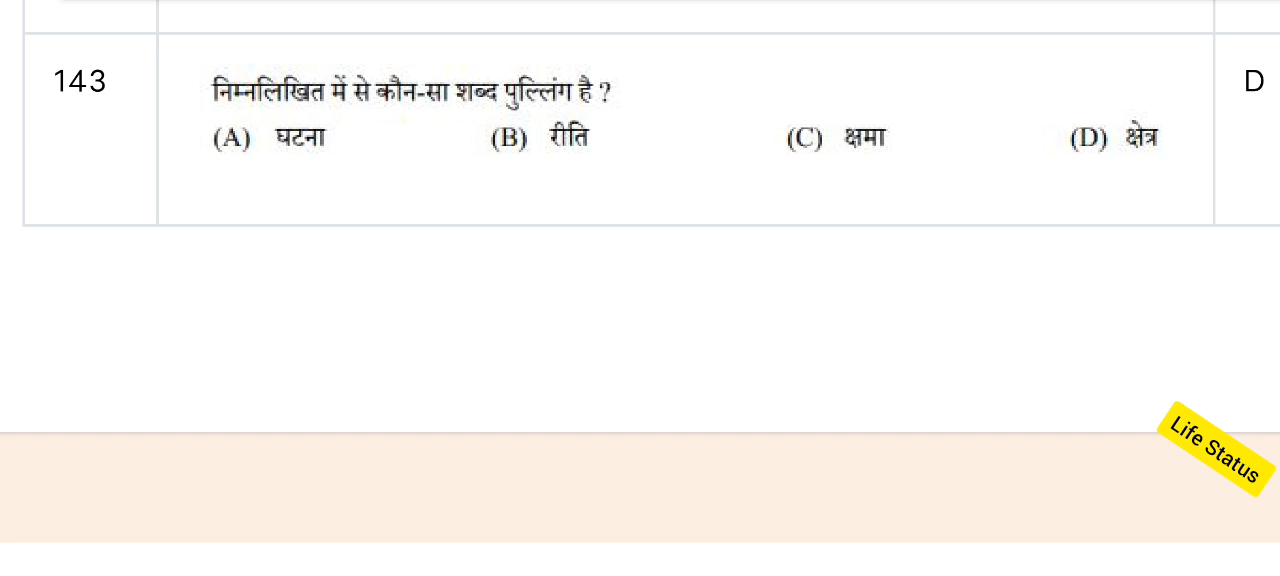 143
निम्नलिखित में से कौन-सा शब्द पुल्लिंग है ?
D
(A) घटना (B) रीति (C) क्षमा (D) क्षेत्र
Life Status